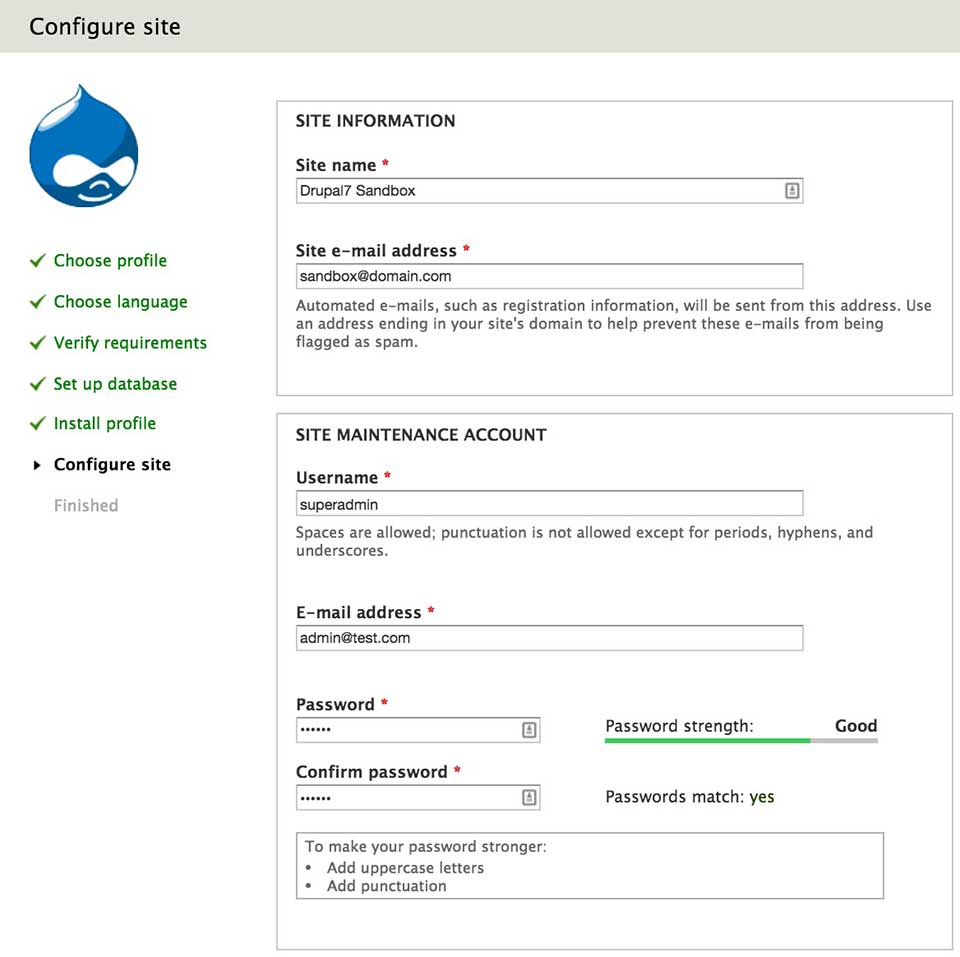 Configure site
Choose profile
Choose language
Verify requirements
Set up database
Install profile
Configure site
Finished
SITE INFORMATION
Site name *
Drupal7 Sandbox
Site e-mail address *
sandbox@domain.com
Automated e-mails, such as registration information, will be sent from this address. Use
an address ending in your site's domain to help prevent these e-mails from being
flagged as spam.
SITE MAINTENANCE ACCOUNT
Username *
superadmin
Spaces are allowed; punctuation is not allowed except for periods, hyphens, and
underscores.
E-mail address *
admin@test.com
Password *
••••••
Password strength: Good
Confirm password *
••••••
Passwords match: yes
To make your password stronger:
• Add uppercase letters
• Add punctuation